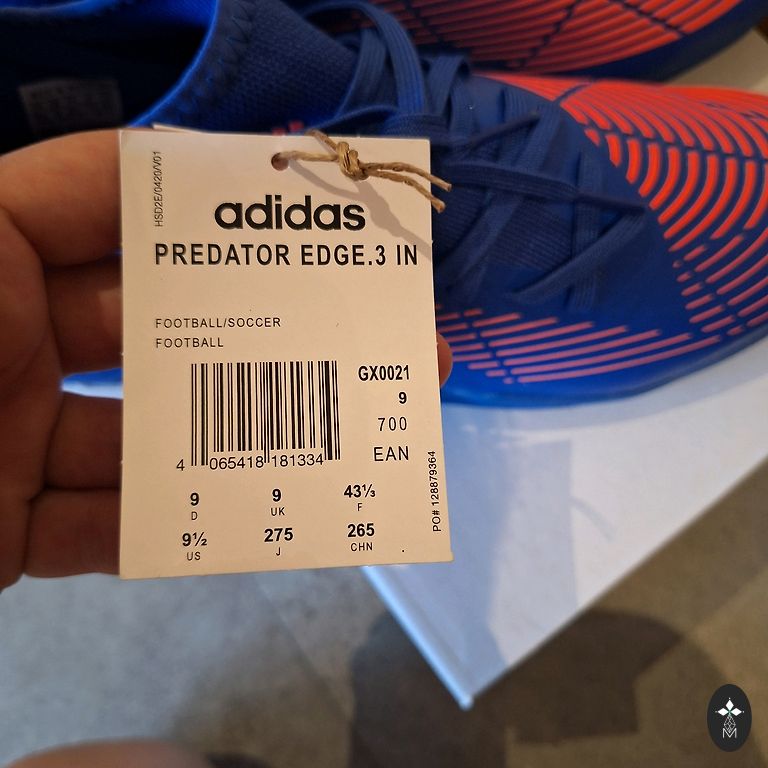 HSD2E/0420/V01
adidas
PREDATOR EDGE.3 IN
FOOTBALL/SOCCER
FOOTBALL
GX0021
9
700
EAN
4 065418 181334
PO# 128879364
9 9 43⅓
D UK F
9½ 275 265
US J CHN
M